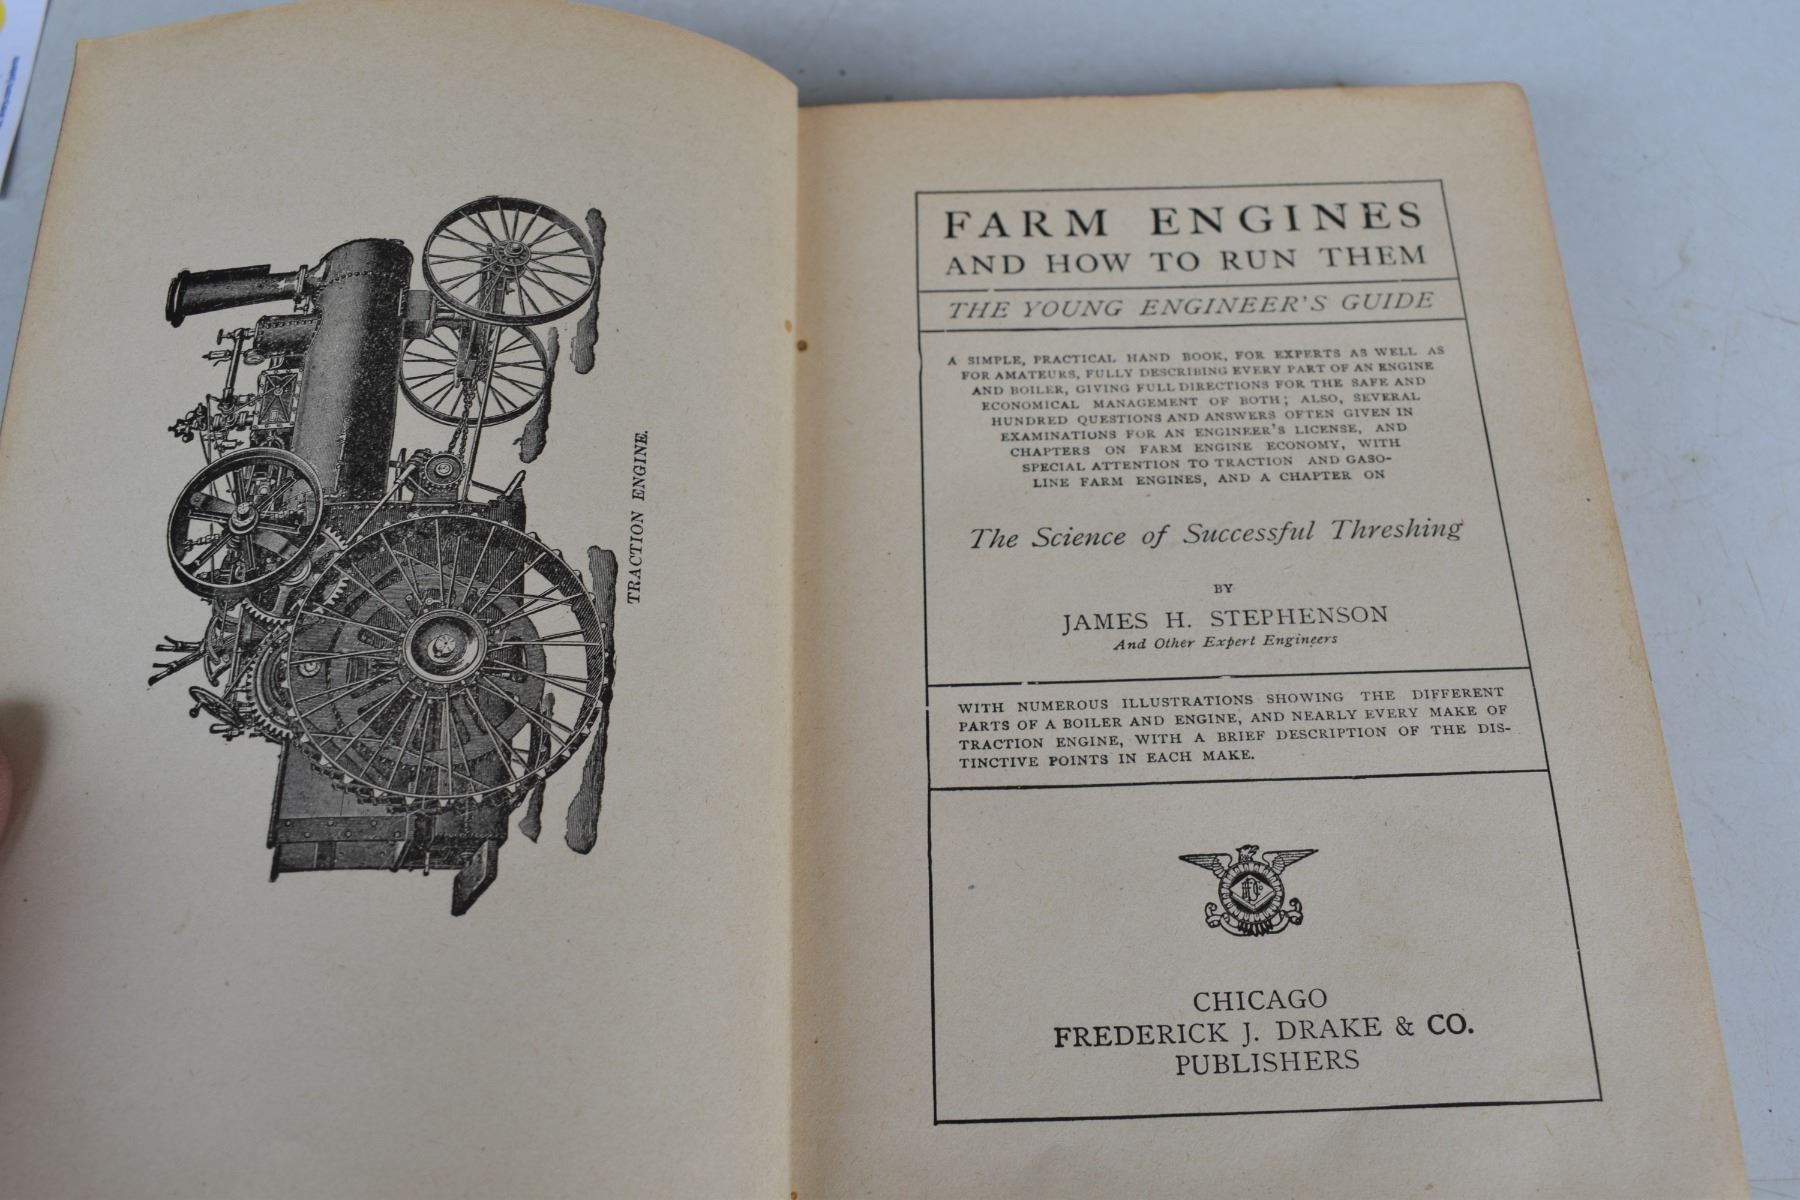 TRACTION ENGINE.
FARM ENGINES
AND HOW TO RUN THEM
THE YOUNG ENGINEER'S GUIDE
A SIMPLE, PRACTICAL HAND BOOK, FOR EXPERTS AS WELL AS
FOR AMATEURS, FULLY DESCRIBING EVERY PART OF AN ENGINE
AND BOILER, GIVING FULL DIRECTIONS FOR THE SAFE AND
ECONOMICAL MANAGEMENT OF BOTH; ALSO, SEVERAL
HUNDRED QUESTIONS AND ANSWERS OFTEN GIVEN IN
EXAMINATIONS FOR AN ENGINEER'S LICENSE, AND
CHAPTERS ON FARM ENGINE ECONOMY, WITH
SPECIAL ATTENTION TO TRACTION AND GASO-
LINE FARM ENGINES, AND A CHAPTER ON
The Science of Successful Threshing
BY
JAMES H. STEPHENSON
And Other Expert Engineers
WITH NUMEROUS ILLUSTRATIONS SHOWING THE DIFFERENT
PARTS OF A BOILER AND ENGINE, AND NEARLY EVERY MAKE OF
TRACTION ENGINE, WITH A BRIEF DESCRIPTION OF THE DIS-
TINCTIVE POINTS IN EACH MAKE.
CHICAGO
FREDERICK J. DRAKE & CO.
PUBLISHERS